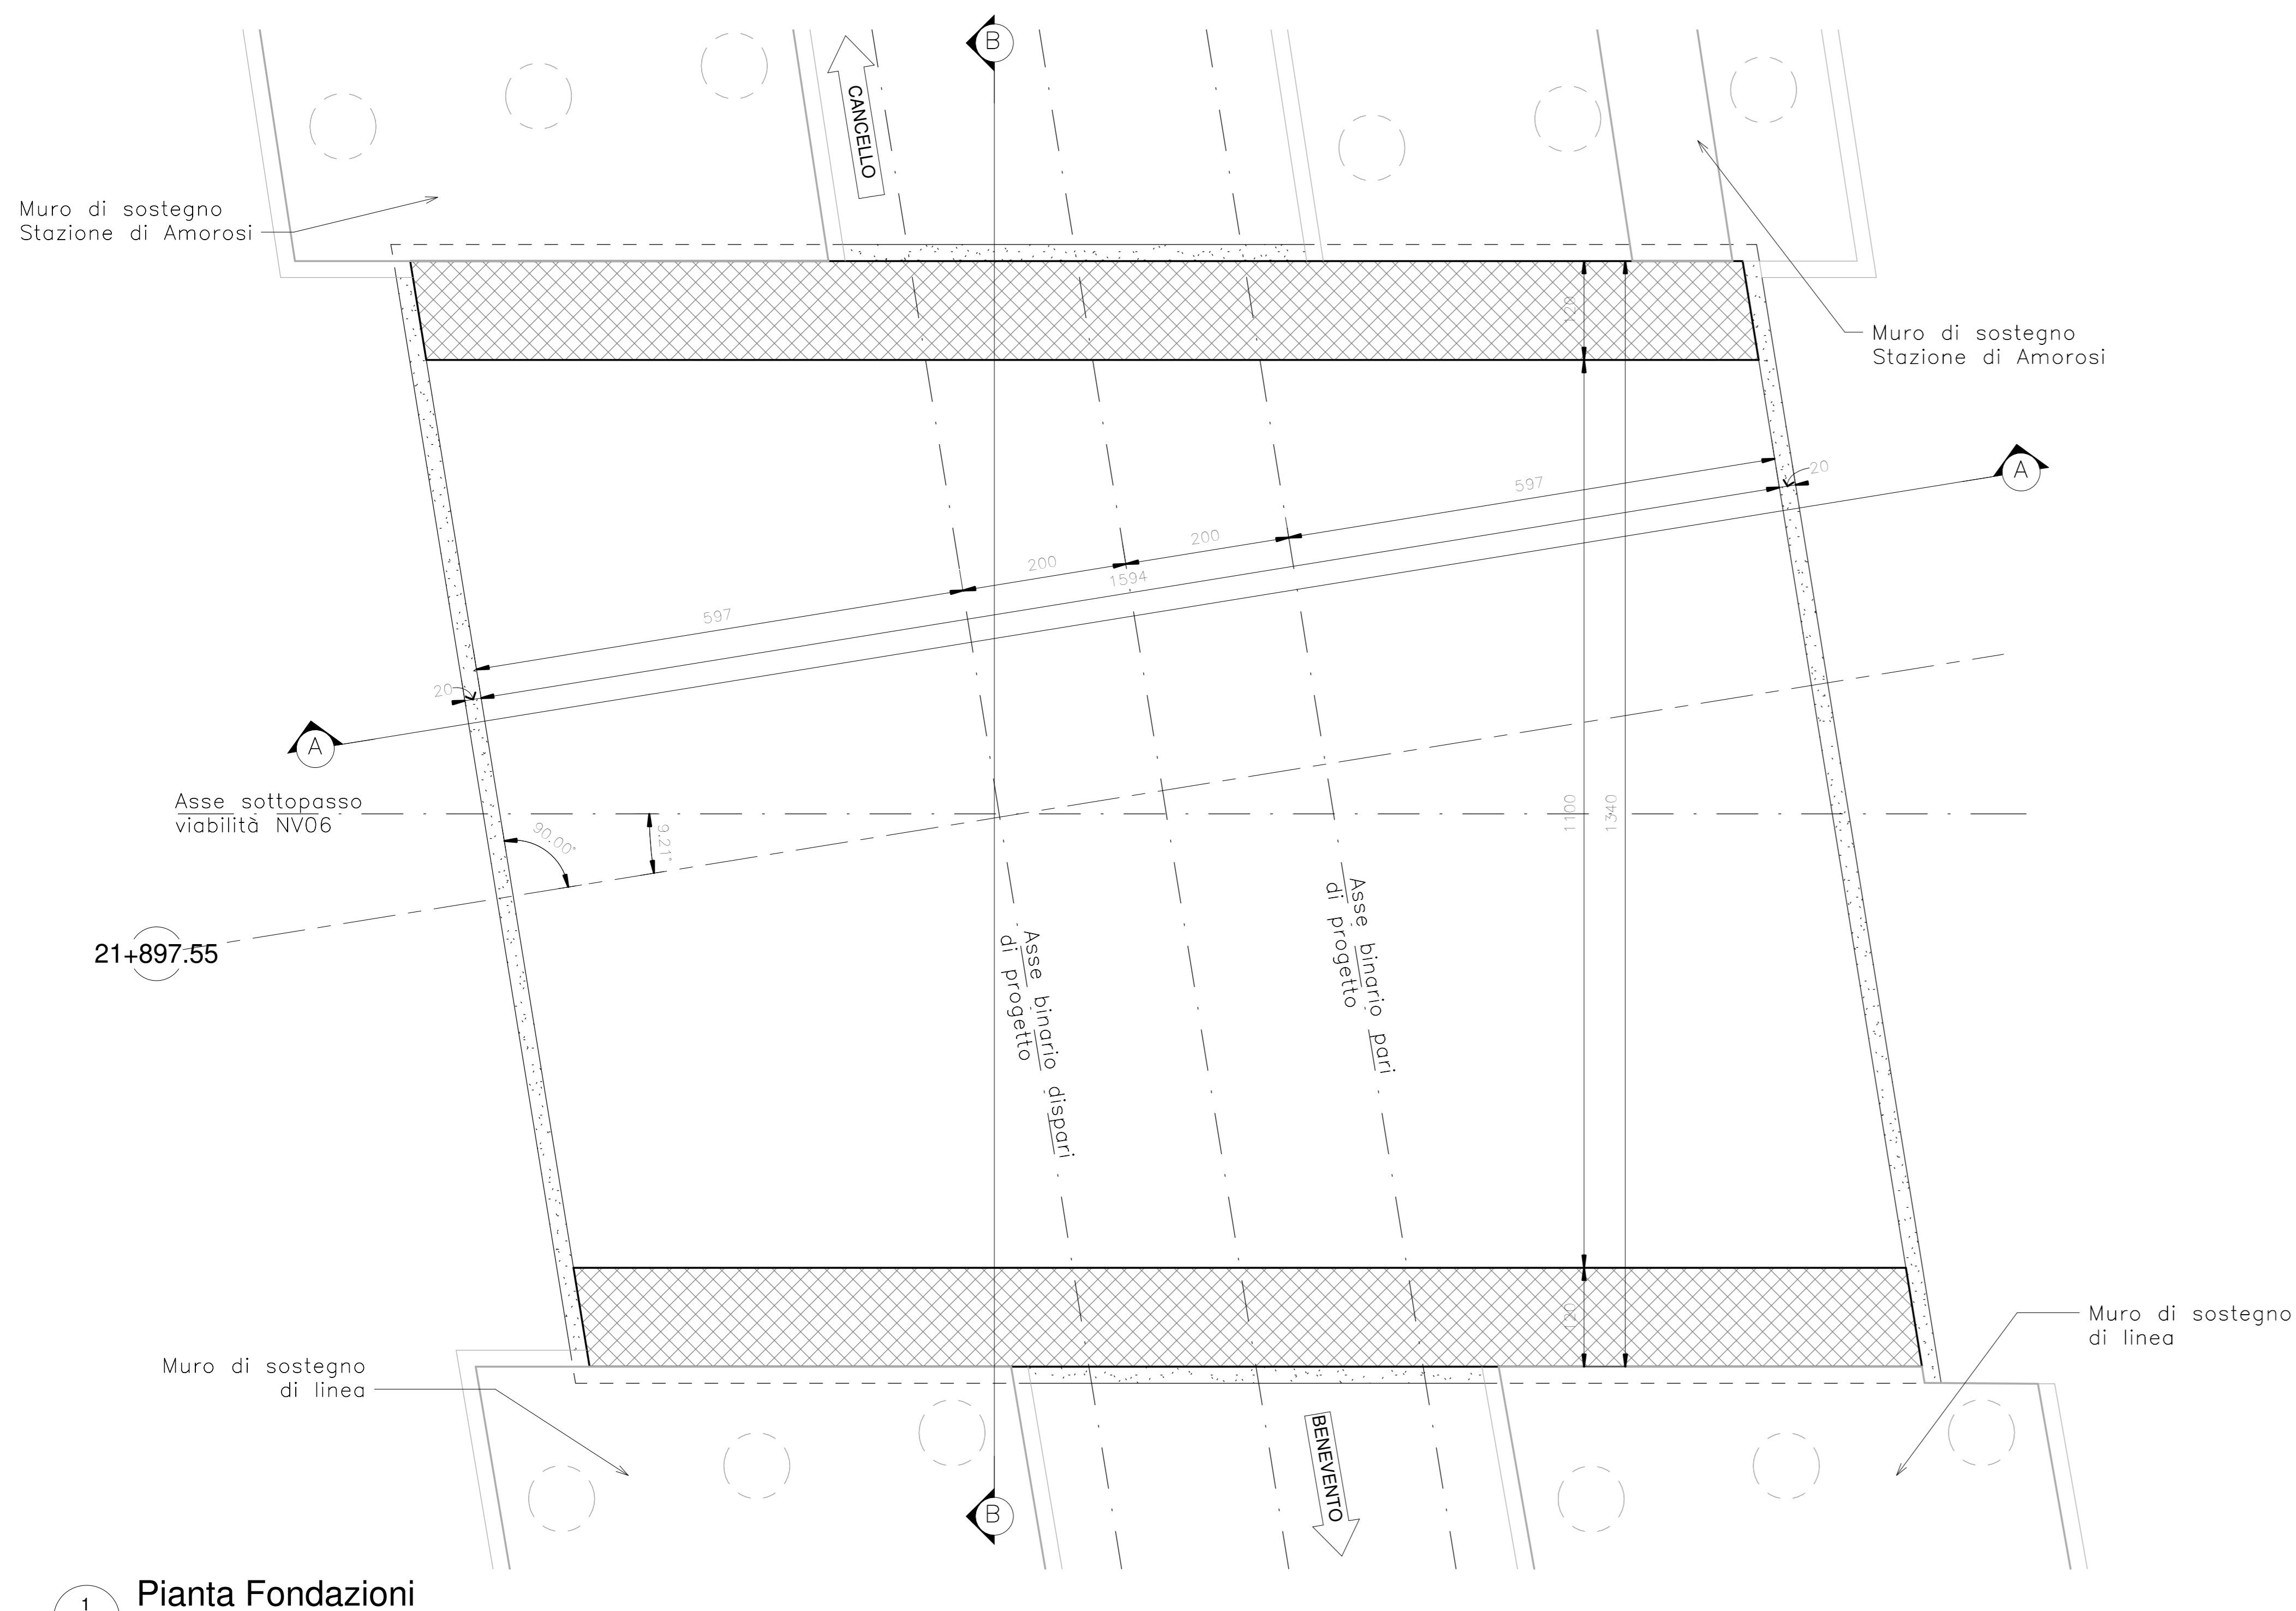 B
CANCELLO
Muro di sostegno
Stazione di Amorosi
120
Muro di sostegno
Stazione di Amorosi
A
20
597
200
200
1594
597
20
A
Asse sottopasso
viabilità NV06
90.00°
9.21°
1100
1340
21+897.55
Asse binario dispari
di progetto
Asse binario pari
di progetto
120
Muro di sostegno
di linea
Muro di sostegno
di linea
BENEVENTO
B
1
Pianta Fondazioni